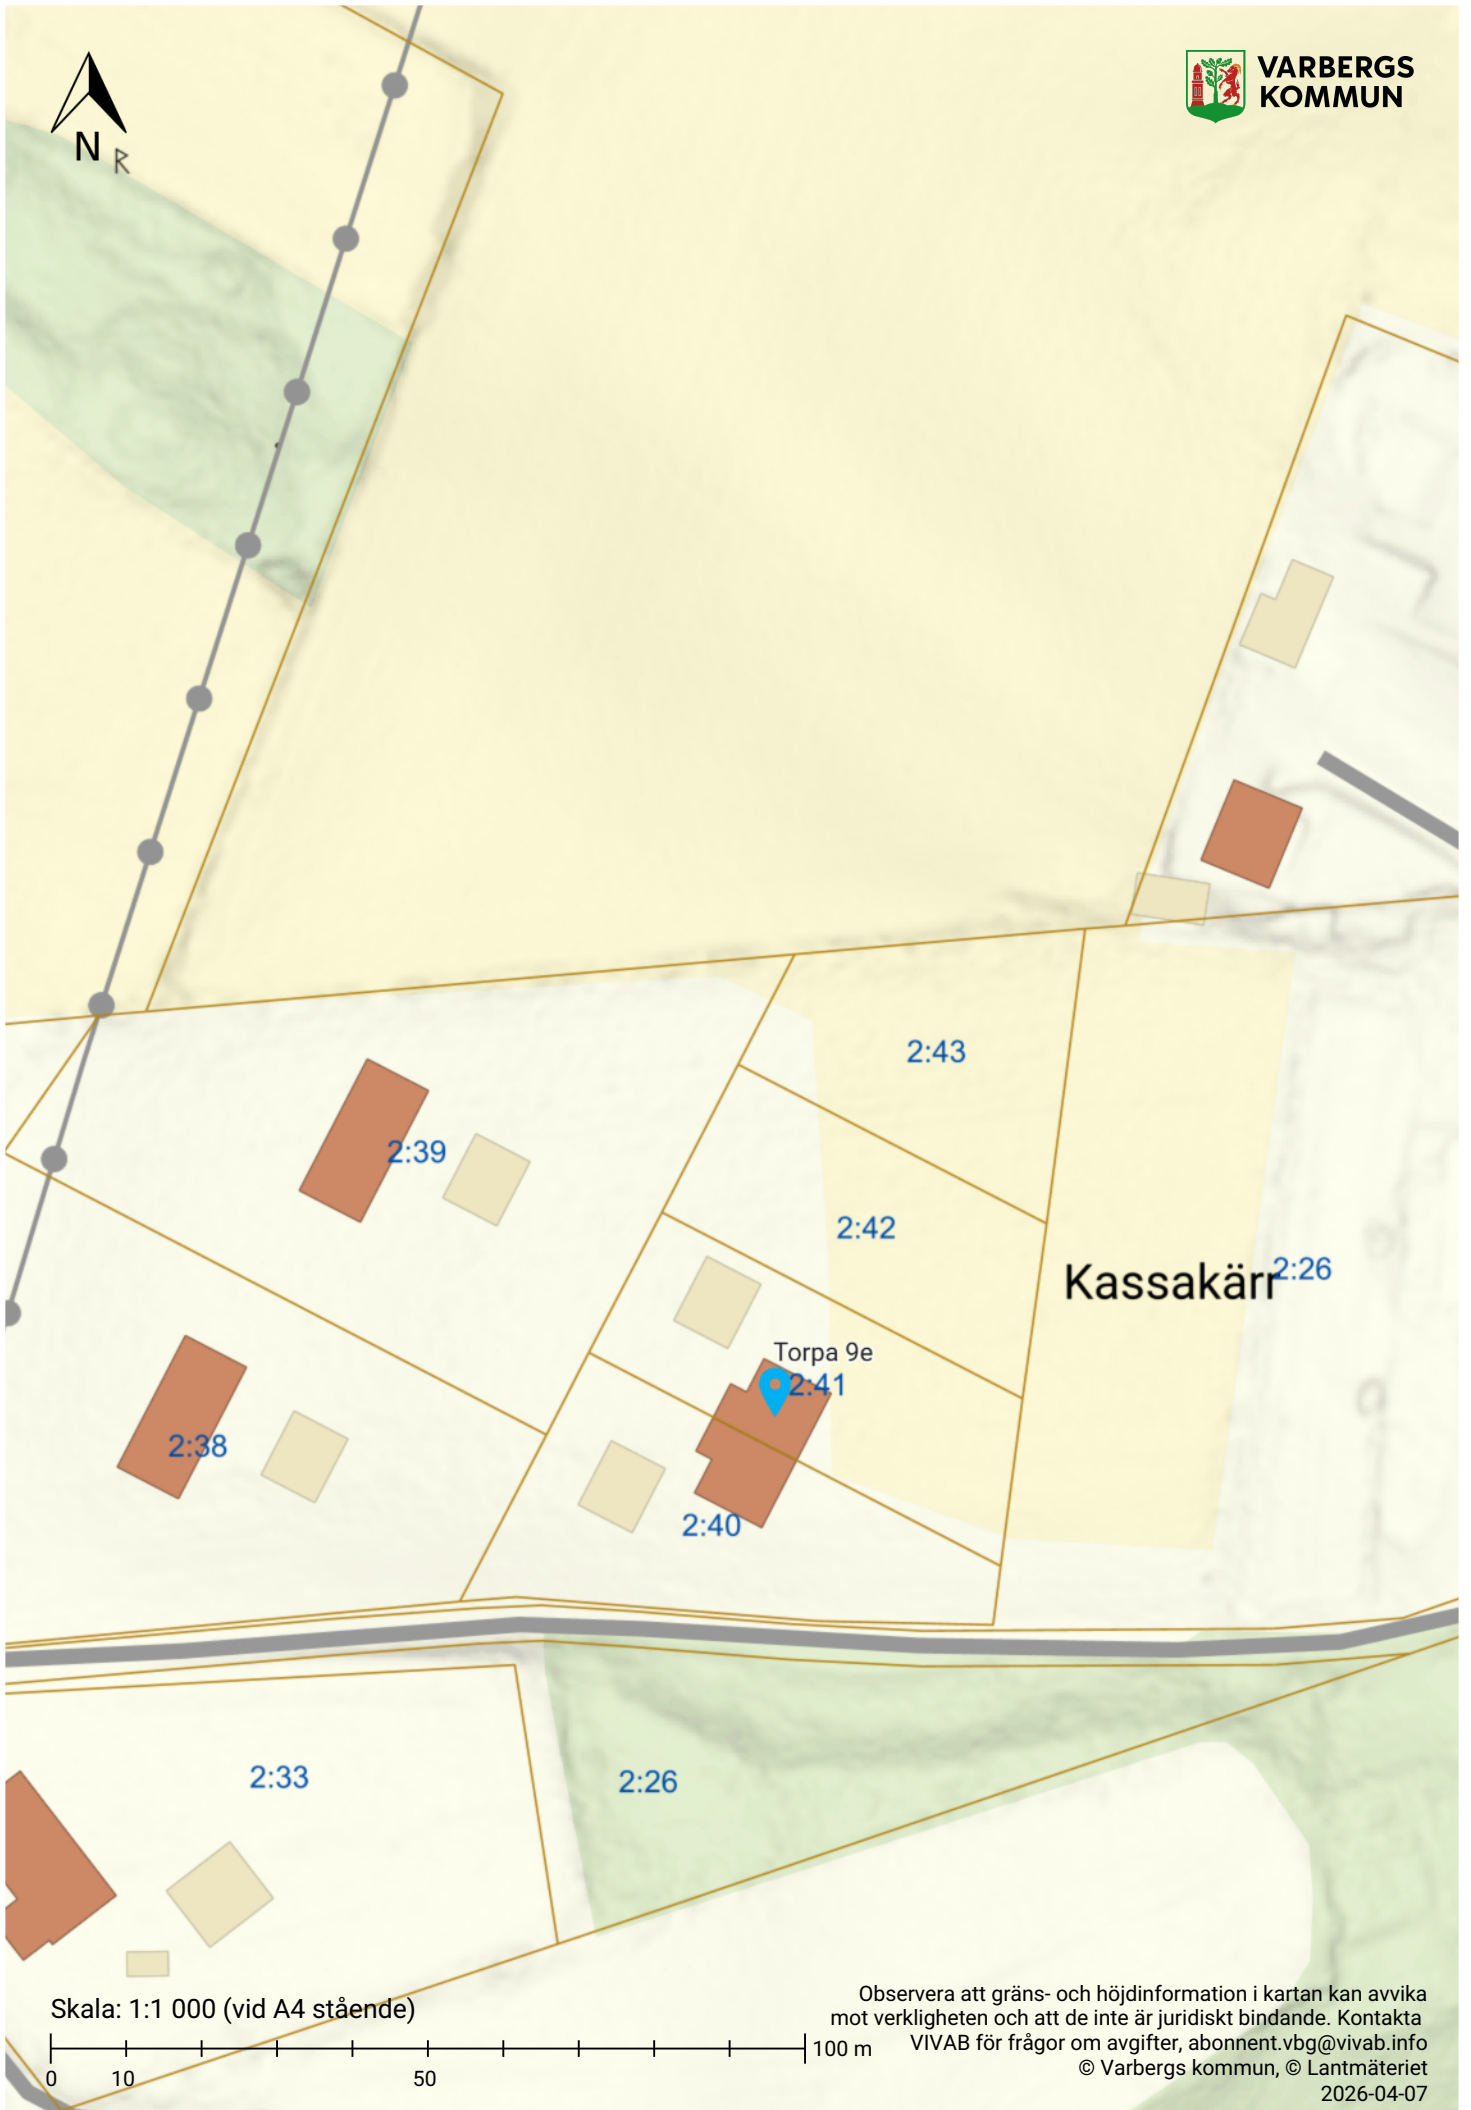 VARBERGS
KOMMUN
N
R
2:43
2:39
2:42
Kassakärr
2:26
Torpa 9e
2:41
2:38
2:40
2:33
2:26
Skala: 1:1 000 (vid A4 stående)
0 10 50 100 m
Observera att gräns- och höjdinformation i kartan kan avvika
mot verkligheten och att de inte är juridiskt bindande. Kontakta
VIVAB för frågor om avgifter, abonnent.vbg@vivab.info
© Varbergs kommun, © Lantmäteriet
2026-04-07